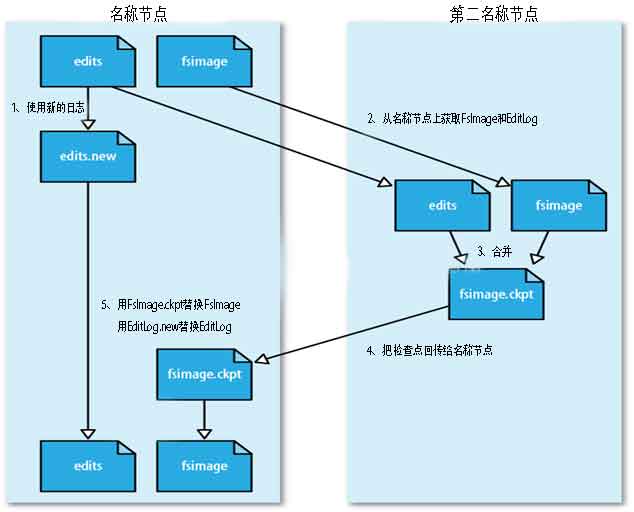 名称节点
第二名称节点
edits
fsimage
1、使用新的日志
2、从名称节点上获取FsImage和EditLog
edits.new
edits
fsimage
3、合并
fsimage.ckpt
5、用FsImage.ckpt替换FsImage
用EditLog.new替换EditLog
4、把检查点回传给名称节点
fsimage.ckpt
edits
fsimage